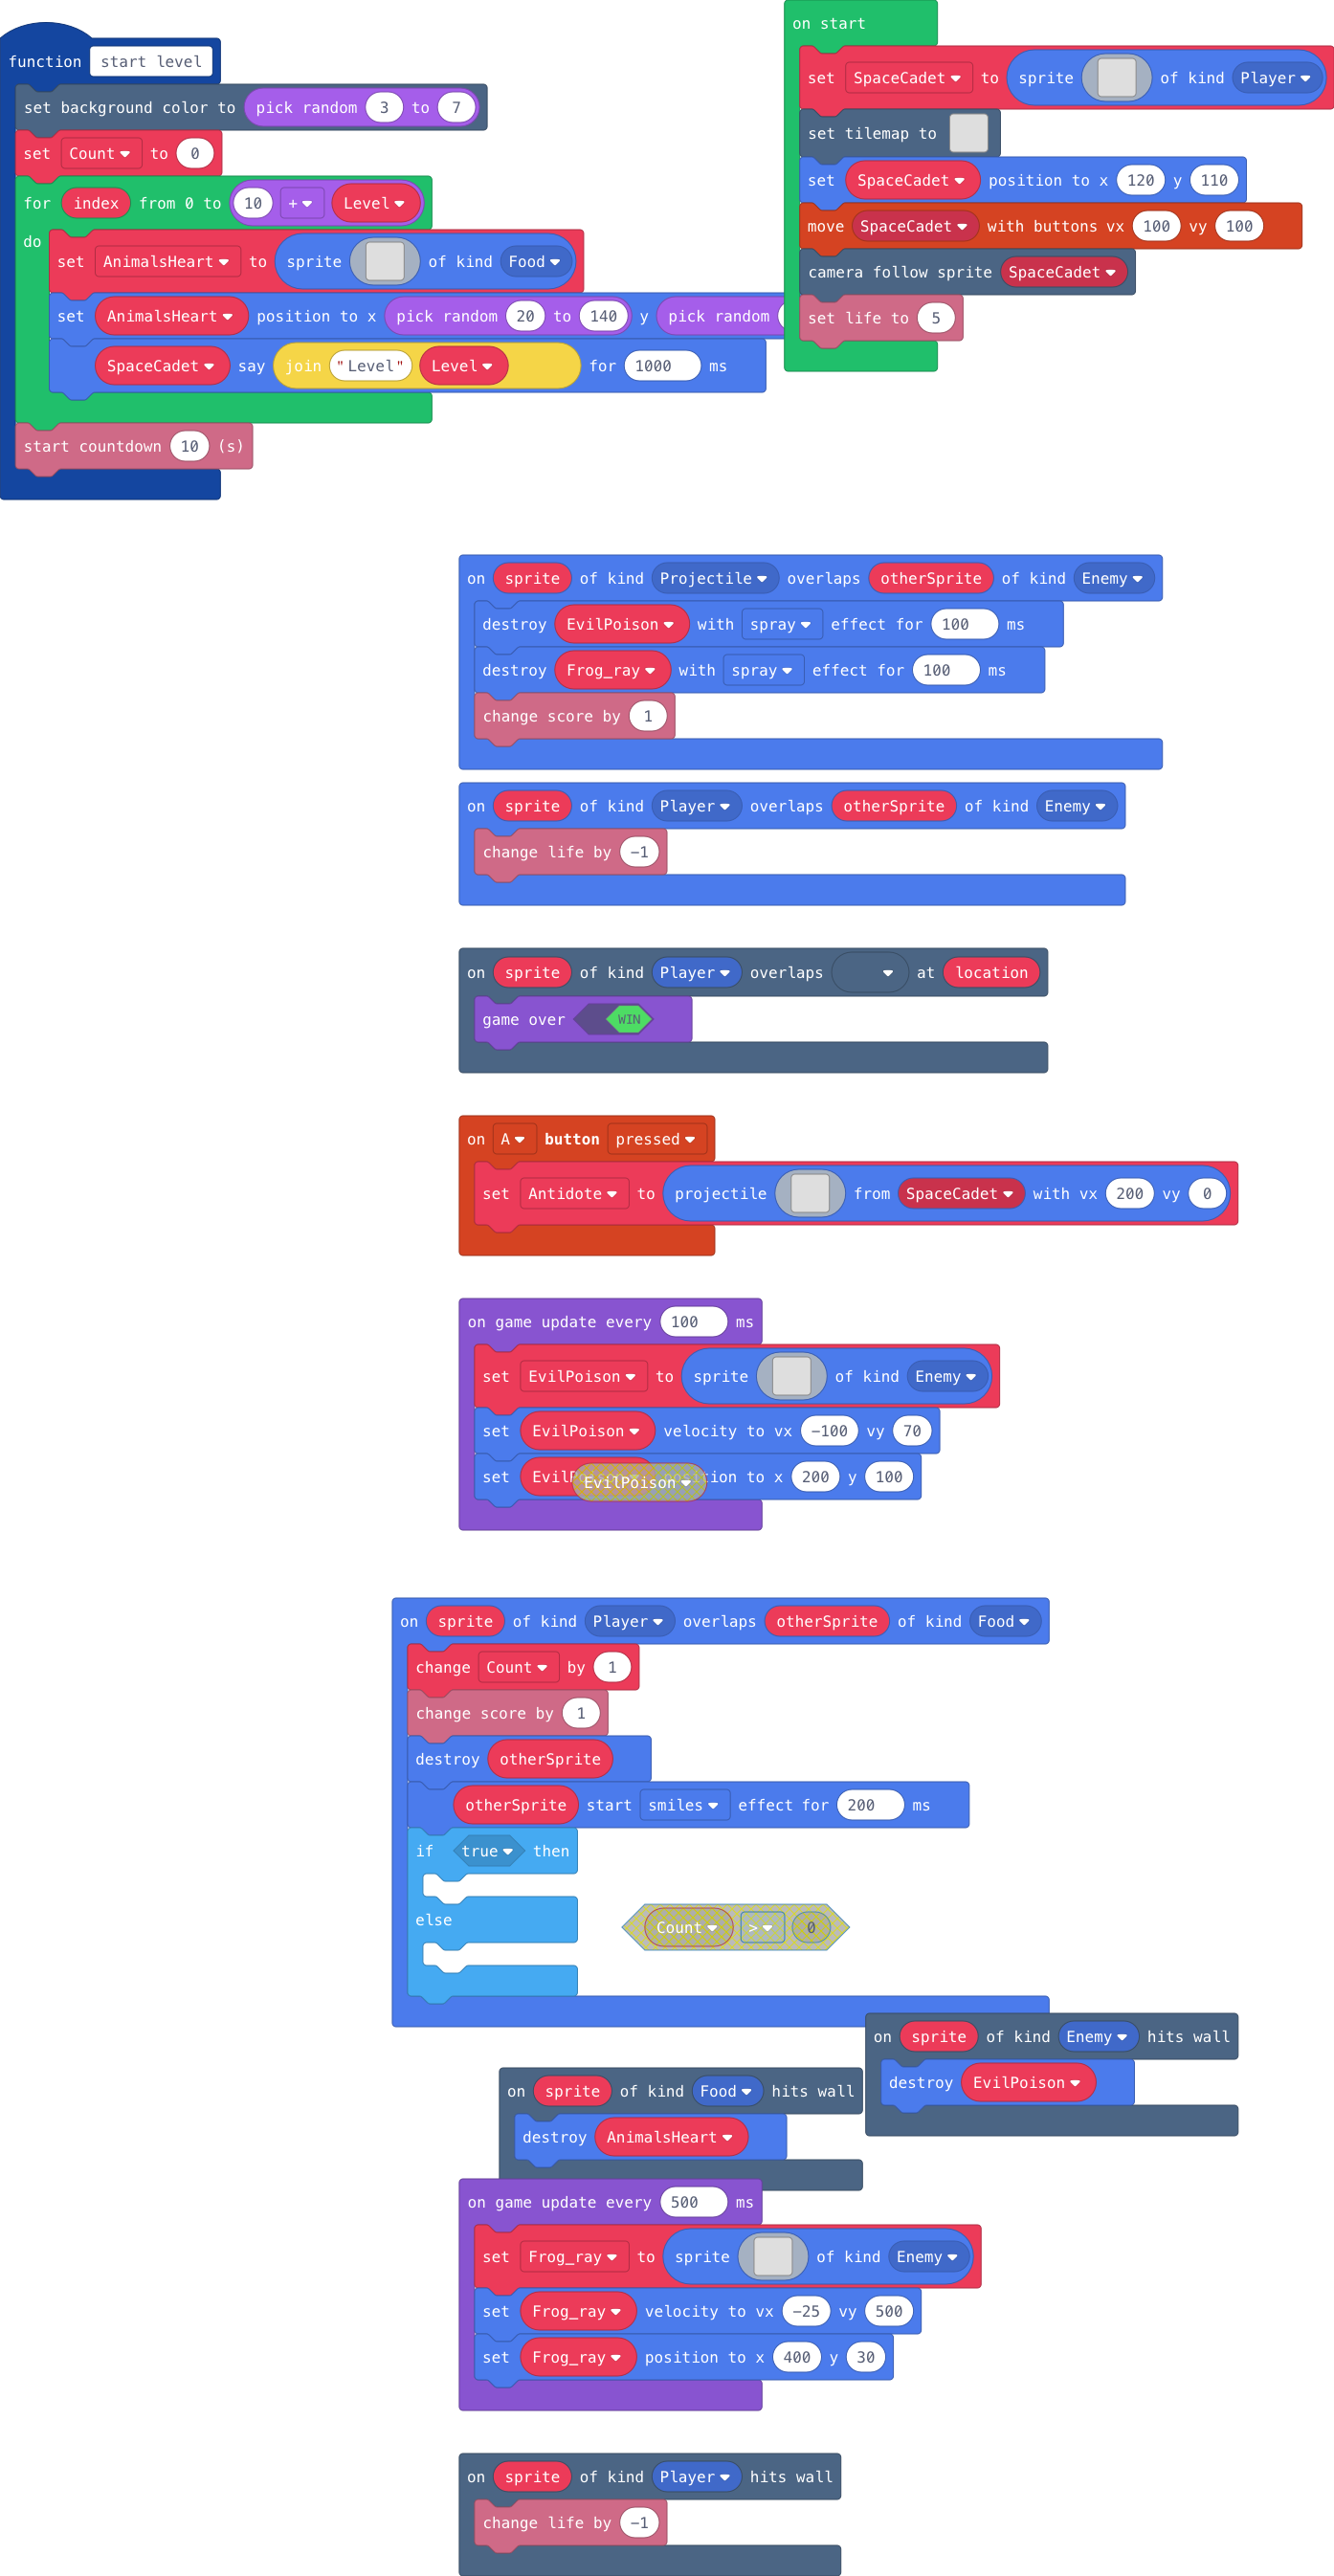 function start level
set background color to pick random 3 to 7
set Count to 0
for index from 0 to 10 + Level
do
set AnimalsHeart to sprite of kind Food
set AnimalsHeart position to x pick random 20 to 140 y pick random
SpaceCadet say join "Level" Level for 1000 ms
start countdown 10 (s)
on start
set SpaceCadet to sprite of kind Player
set tilemap to
set SpaceCadet position to x 120 y 110
move SpaceCadet with buttons vx 100 vy 100
camera follow sprite SpaceCadet
set life to 5
on sprite of kind Projectile overlaps otherSprite of kind Enemy
destroy EvilPoison with spray effect for 100 ms
destroy Frog_ray with spray effect for 100 ms
change score by 1
on sprite of kind Player overlaps otherSprite of kind Enemy
change life by -1
on sprite of kind Player overlaps at location
game over WIN
on A button pressed
set Antidote to projectile from SpaceCadet with vx 200 vy 0
on game update every 100 ms
set EvilPoison to sprite of kind Enemy
set EvilPoison velocity to vx -100 vy 70
set EvilPoison position to x 200 y 100
EvilPoison
on sprite of kind Player overlaps otherSprite of kind Food
change Count by 1
change score by 1
destroy otherSprite
otherSprite start smiles effect for 200 ms
if true then
else
Count > 0
on sprite of kind Enemy hits wall
destroy EvilPoison
on sprite of kind Food hits wall
destroy AnimalsHeart
on game update every 500 ms
set Frog_ray to sprite of kind Enemy
set Frog_ray velocity to vx -25 vy 500
set Frog_ray position to x 400 y 30
on sprite of kind Player hits wall
change life by -1